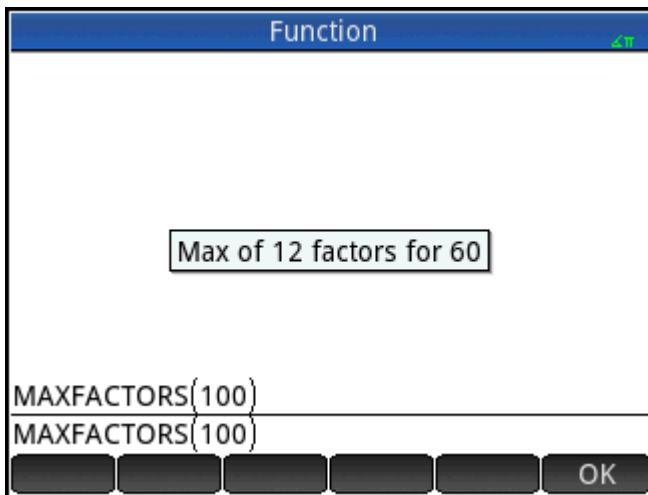 Function
∡π
Max of 12 factors for 60
MAXFACTORS(100)
MAXFACTORS(100)
OK